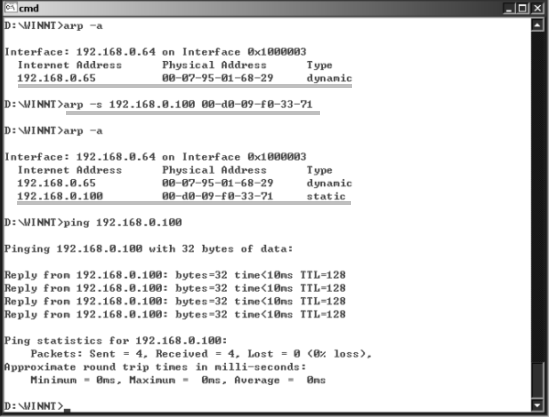 cmd
D:\WINNT>arp -a
Interface: 192.168.0.64 on Interface 0x1000003
Internet Address Physical Address Type
192.168.0.65 00-07-95-01-68-29 dynamic
D:\WINNT>arp -s 192.168.0.100 00-d0-09-f0-33-71
D:\WINNT>arp -a
Interface: 192.168.0.64 on Interface 0x1000003
Internet Address Physical Address Type
192.168.0.65 00-07-95-01-68-29 dynamic
192.168.0.100 00-d0-09-f0-33-71 static
D:\WINNT>ping 192.168.0.100
Pinging 192.168.0.100 with 32 bytes of data:
Reply from 192.168.0.100: bytes=32 time<10ms TTL=128
Reply from 192.168.0.100: bytes=32 time<10ms TTL=128
Reply from 192.168.0.100: bytes=32 time<10ms TTL=128
Reply from 192.168.0.100: bytes=32 time<10ms TTL=128
Ping statistics for 192.168.0.100:
Packets: Sent = 4, Received = 4, Lost = 0 (0% loss),
Approximate round trip times in milli-seconds:
Minimum = 0ms, Maximum = 0ms, Average = 0ms
D:\WINNT>_